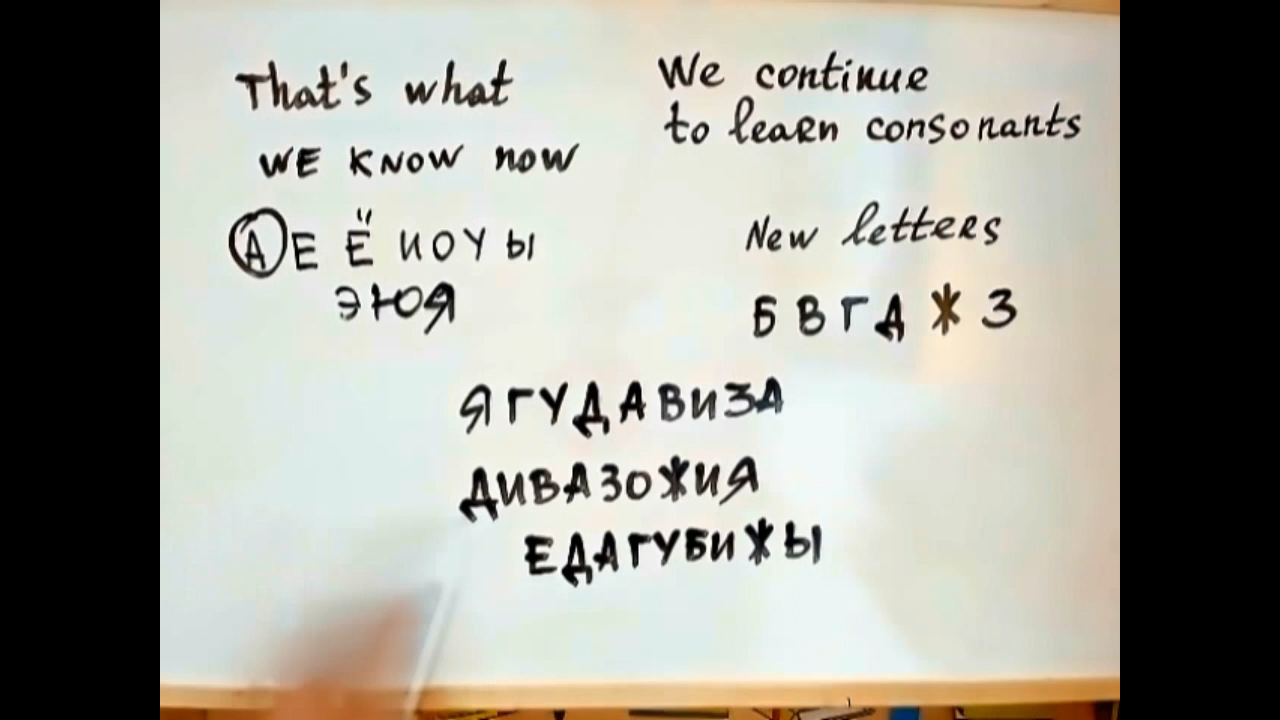 That's what
WE KNOW now
А Е Ё И О У Ы
Э Ю Я
We continue
to learn consonants
New letters
Б В Г Д Ж З
ЯГУДАВИЗА
ДИВАЗОЖИЯ
ЕДАГУБИЖЫ